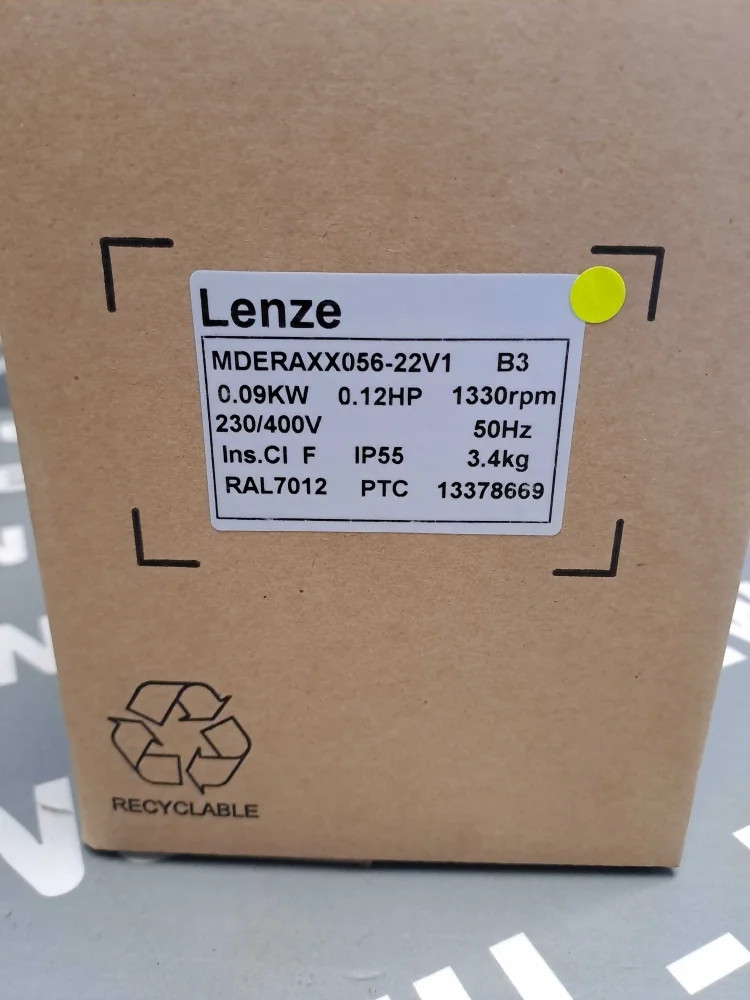 Lenze
MDERAXX056-22V1 B3
0.09KW 0.12HP 1330rpm
230/400V 50Hz
Ins.Cl F IP55 3.4kg
RAL7012 PTC 13378669
RECYCLABLE